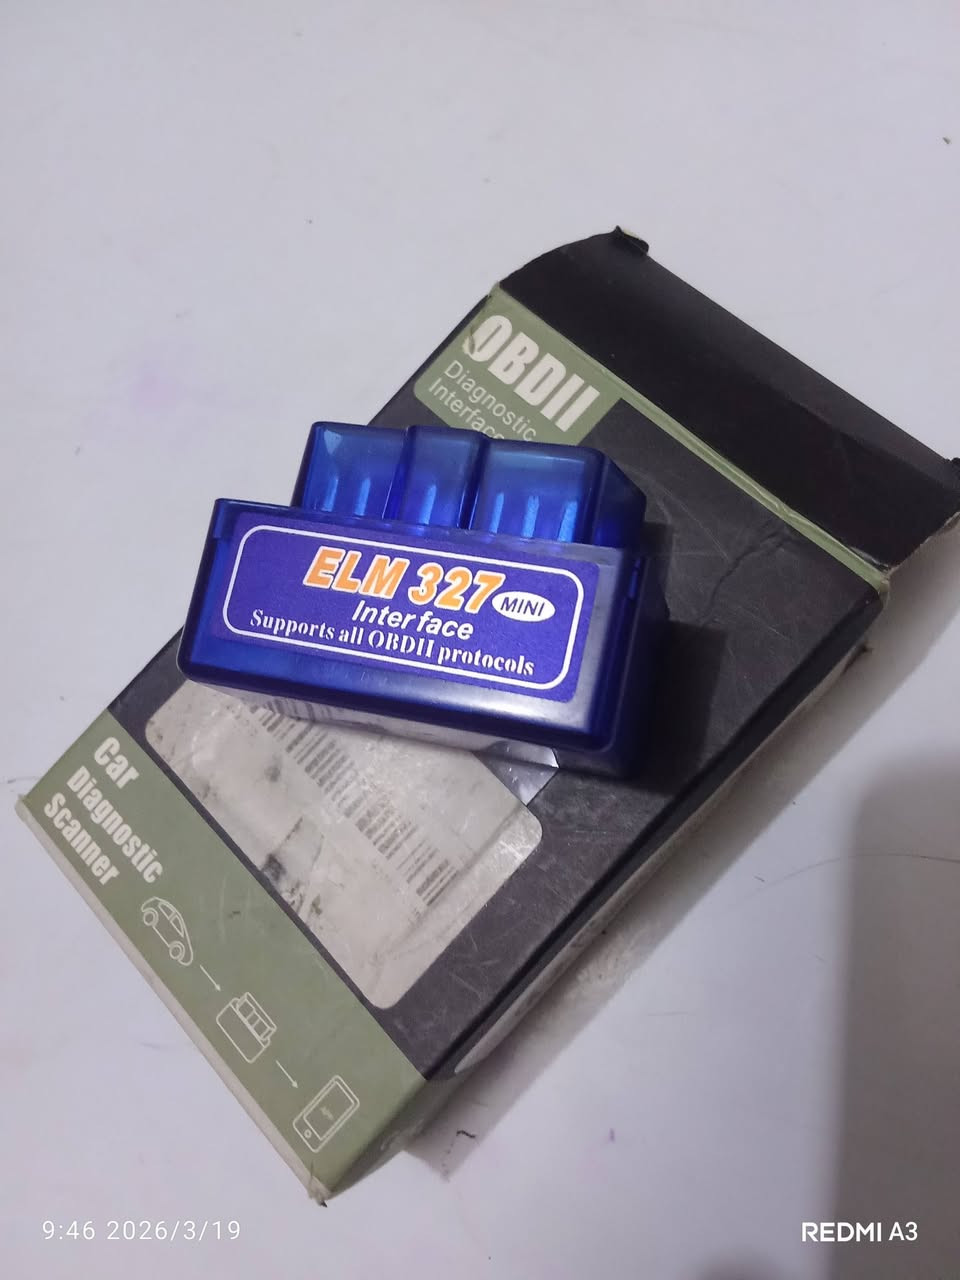 OBDII
Diagnostic
Interface
ELM 327
MINI
Interface
Supports all OBDII protocols
Car
Diagnostic
Scanner
9:46 2026/3/19
REDMI A3